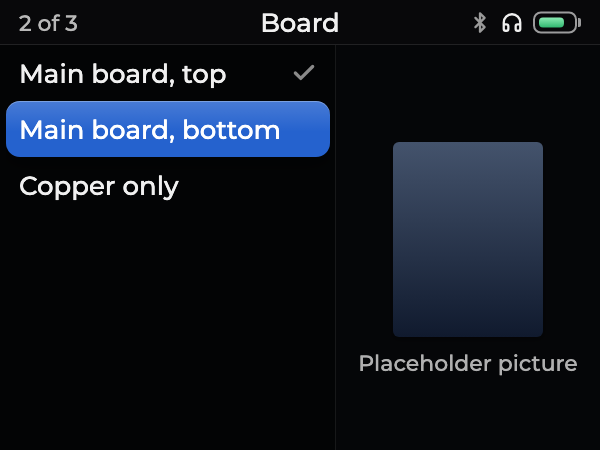 2 of 3
Board
Main board, top
Main board, bottom
Copper only
Placeholder picture